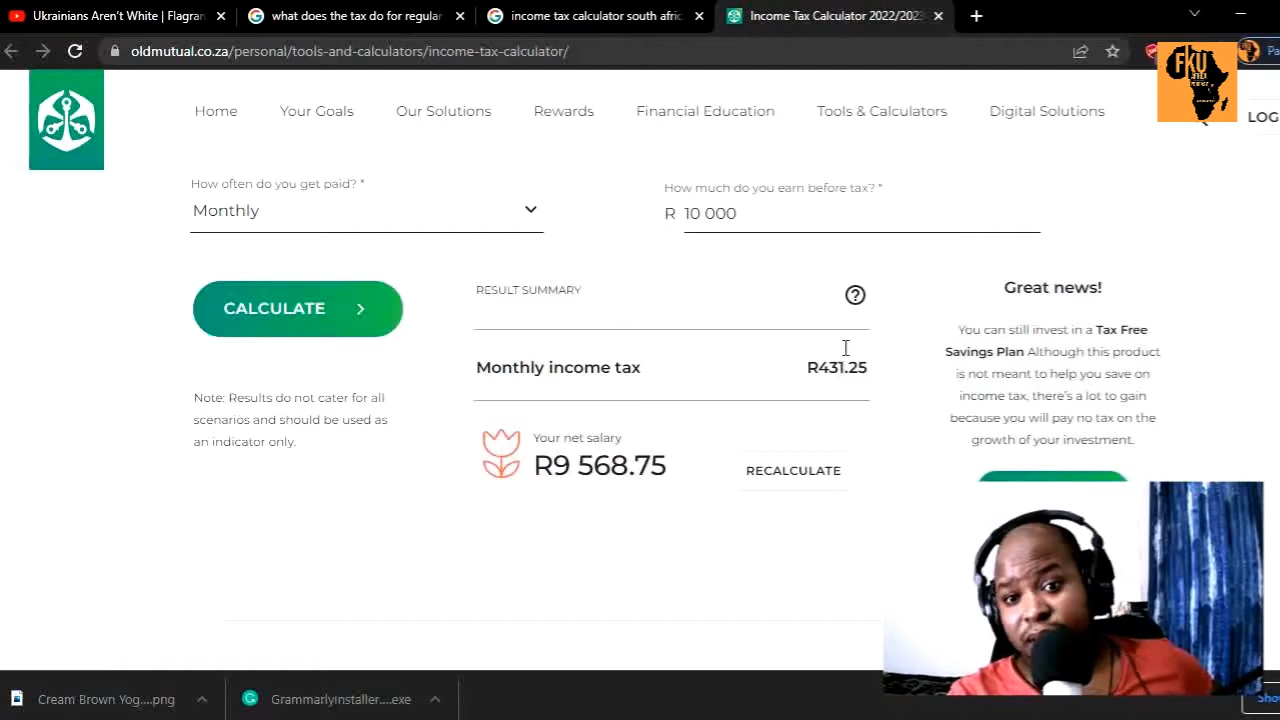 Ukrainians Aren't White | Flagran
what does the tax do for regular
income tax calculator south afric
Income Tax Calculator 2022/2023
oldmutual.co.za/personal/tools-and-calculators/income-tax-calculator/
Pa
FKU
Home
Your Goals
Our Solutions
Rewards
Financial Education
Tools & Calculators
Digital Solutions
LOG
How often do you get paid? *
Monthly
How much do you earn before tax? *
R 10 000
CALCULATE
RESULT SUMMARY
Monthly income tax
R431.25
Your net salary
R9 568.75
RECALCULATE
Note: Results do not cater for all
scenarios and should be used as
an indicator only.
Great news!
You can still invest in a Tax Free
Savings Plan Although this product
is not meant to help you save on
income tax, there's a lot to gain
because you will pay no tax on the
growth of your investment.
Cream Brown Yog....png
GrammarlyInstaller....exe
Sho